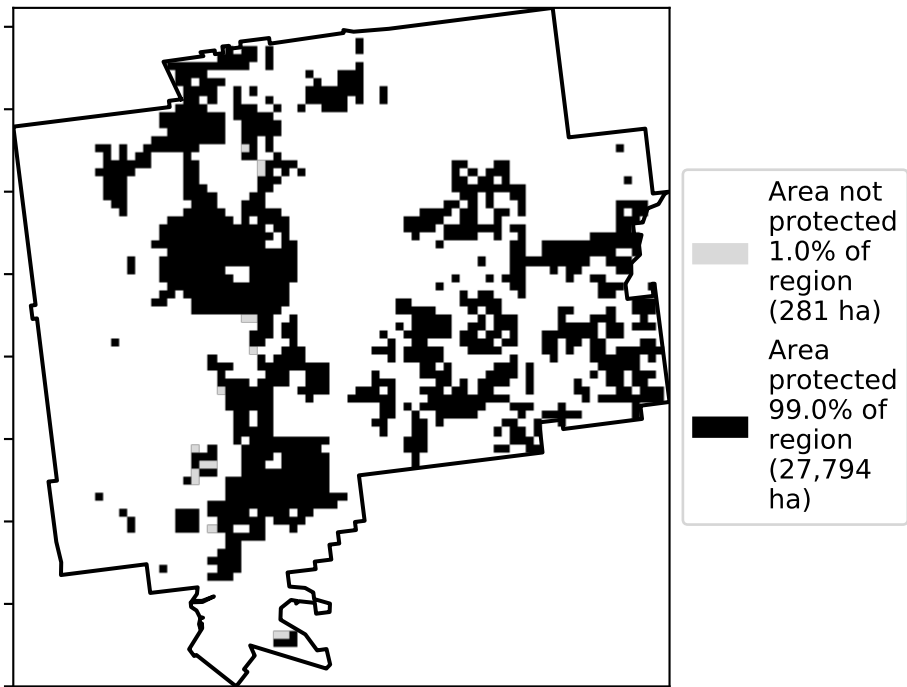 Area not
protected
1.0% of
region
(281 ha)
Area
protected
99.0% of
region
(27,794
ha)